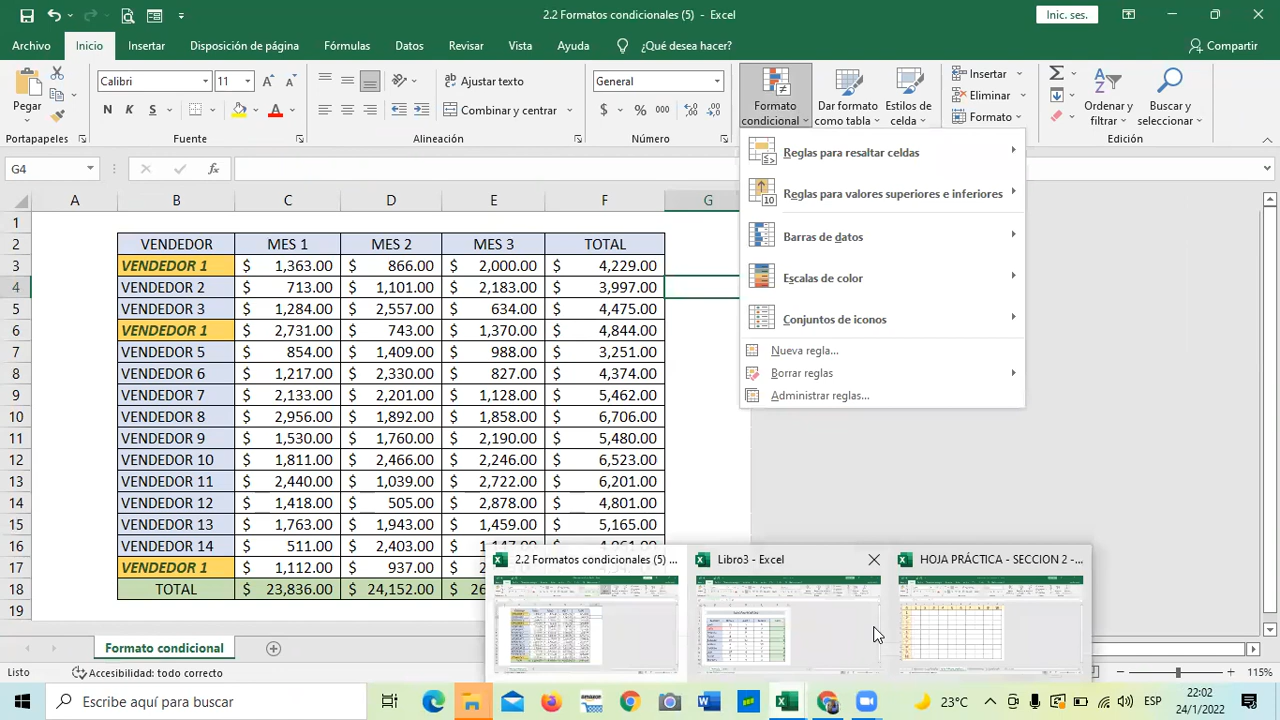 2.2 Formatos condicionales (5) - Excel
Inic. ses.
Archivo Inicio Insertar Disposición de página Fórmulas Datos Revisar Vista Ayuda ¿Qué desea hacer? Compartir
Pegar
Calibri 11
N K S
Ajustar texto
Combinar y centrar
General
$ % 000
Formato condicional
Dar formato como tabla
Estilos de celda
Insertar
Eliminar
Formato
Ordenar y filtrar
Buscar y seleccionar
Portapape... Fuente Alineación Número Edición
G4 fx
Reglas para resaltar celdas
Reglas para valores superiores e inferiores
Barras de datos
Escalas de color
Conjuntos de iconos
Nueva regla...
Borrar reglas
Administrar reglas...
A B C D E F G
1
2 VENDEDOR MES 1 MES 2 MES 3 TOTAL
3 VENDEDOR 1 $ 1,363.00 $ 866.00 $ 2,000.00 $ 4,229.00
4 VENDEDOR 2 $ 713.00 $ 1,101.00 $ 2,183.00 $ 3,997.00
5 VENDEDOR 3 $ 1,284.00 $ 2,557.00 $ 634.00 $ 4,475.00
6 VENDEDOR 1 $ 2,731.00 $ 743.00 $ 1,370.00 $ 4,844.00
7 VENDEDOR 5 $ 854.00 $ 1,409.00 $ 988.00 $ 3,251.00
8 VENDEDOR 6 $ 1,217.00 $ 2,330.00 $ 827.00 $ 4,374.00
9 VENDEDOR 7 $ 2,135.00 $ 2,201.00 $ 1,126.00 $ 5,462.00
10 VENDEDOR 8 $ 2,956.00 $ 1,892.00 $ 1,858.00 $ 6,706.00
11 VENDEDOR 9 $ 1,530.00 $ 1,760.00 $ 2,190.00 $ 5,480.00
12 VENDEDOR 10 $ 1,811.00 $ 2,466.00 $ 2,246.00 $ 6,523.00
13 VENDEDOR 11 $ 2,440.00 $ 1,039.00 $ 2,722.00 $ 6,201.00
14 VENDEDOR 12 $ 1,418.00 $ 505.00 $ 2,878.00 $ 4,801.00
15 VENDEDOR 13 $ 1,763.00 $ 1,943.00 $ 1,459.00 $ 5,165.00
16 VENDEDOR 14 $ 511.00 $ 2,403.00 $
17 VENDEDOR 1 $ 1,112.00 $ 937.00 $
18 TOTAL $ 23,836.00 $ 24,152.00 $
19
2.2 Formatos condicionales (5) ...
Libro3 - Excel
HOJA PRÁCTICA - SECCION 2 -...
Formato condicional
Listo Accesibilidad: todo correcto
115%
Escribe aquí para buscar
amazon
23°C
ESP
22:02
24/1/2022